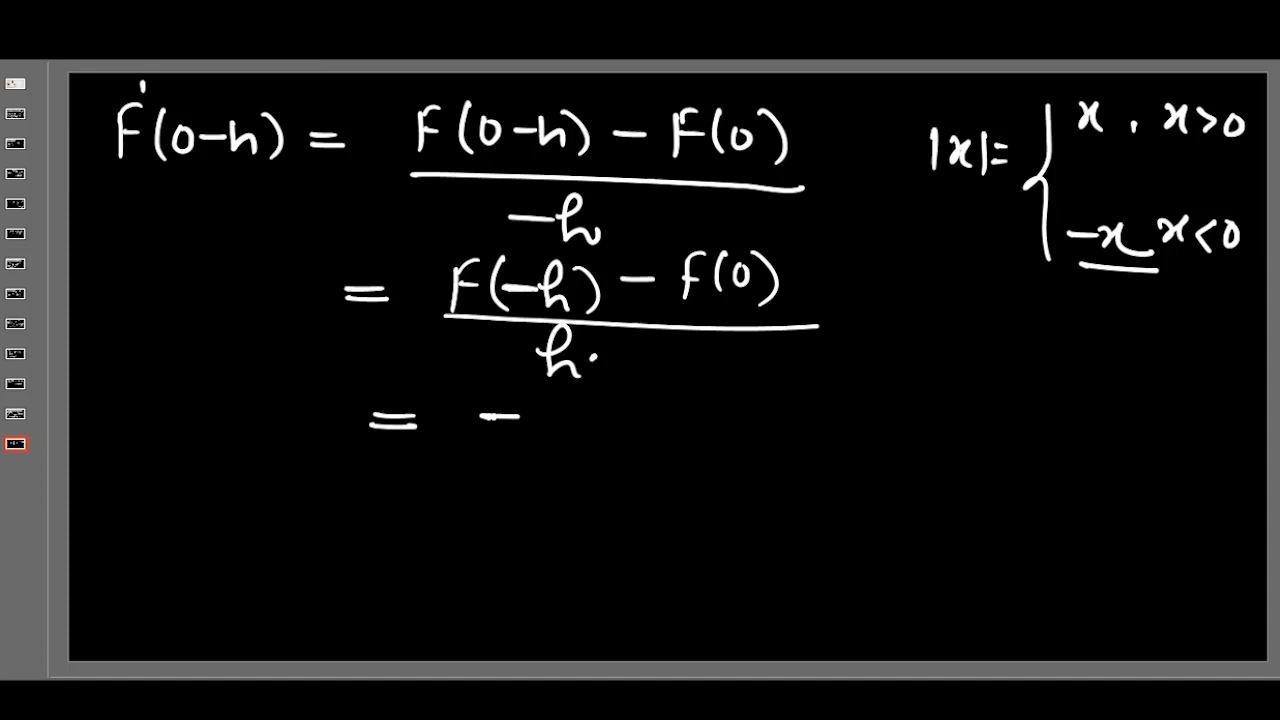 F'(0-h) = F(0-h) - F(0)
-h
= F(-h) - F(0)
h.
= -
|x| = { x , x>0
-x x<0